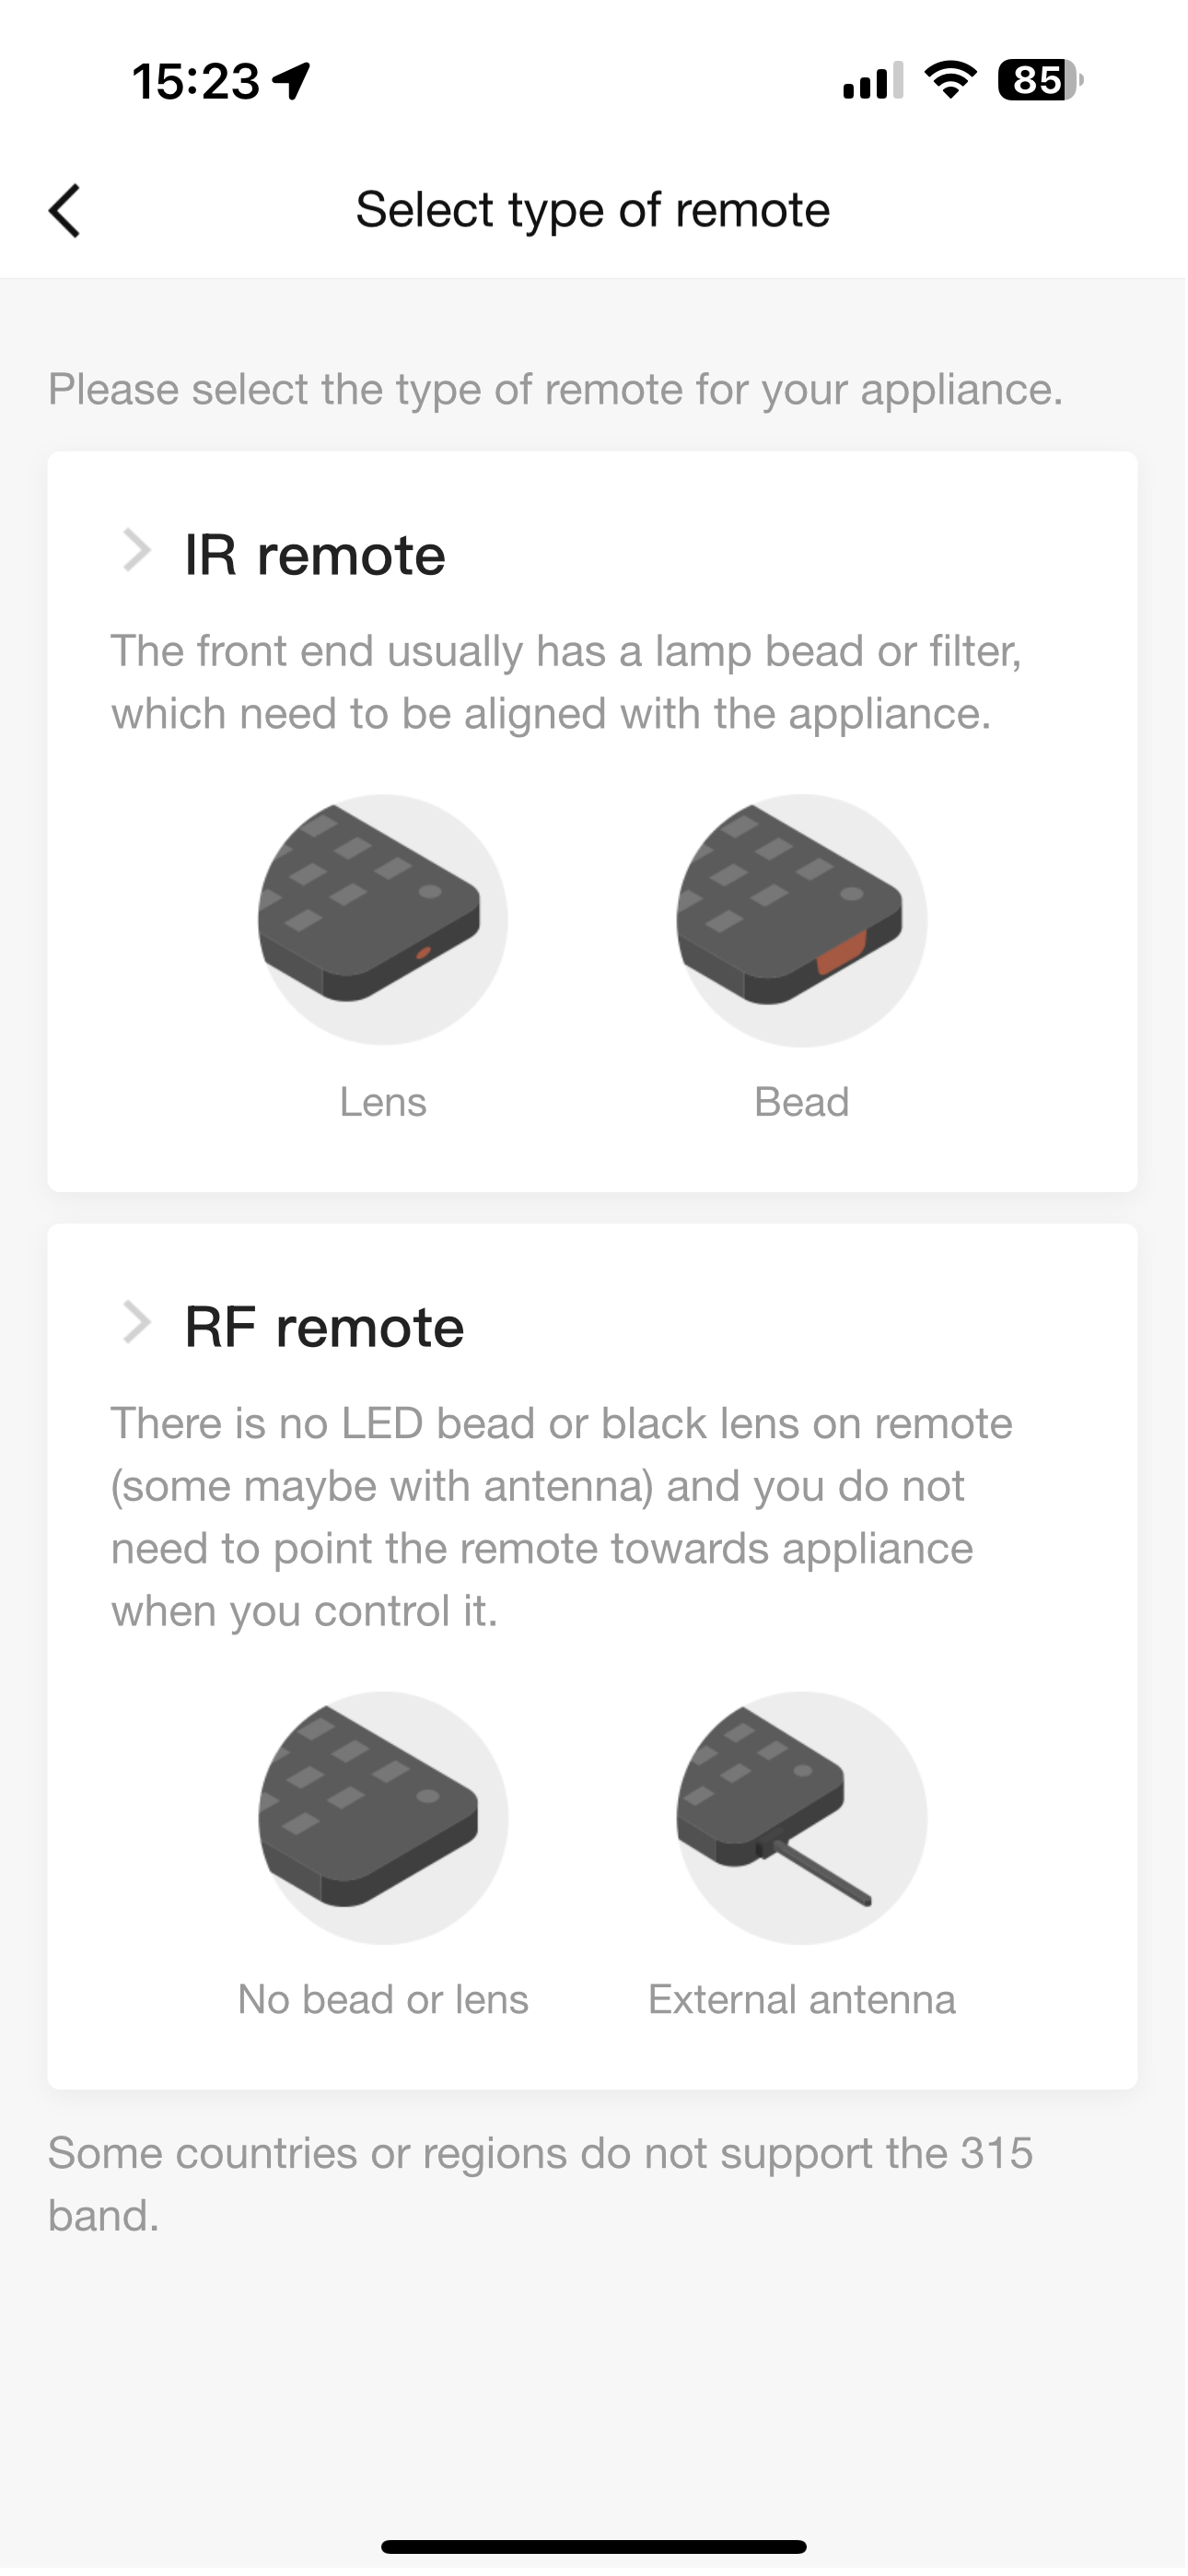 15:23
85
Select type of remote
Please select the type of remote for your appliance.
IR remote
The front end usually has a lamp bead or filter,
which need to be aligned with the appliance.
Lens
Bead
RF remote
There is no LED bead or black lens on remote
(some maybe with antenna) and you do not
need to point the remote towards appliance
when you control it.
No bead or lens
External antenna
Some countries or regions do not support the 315
band.